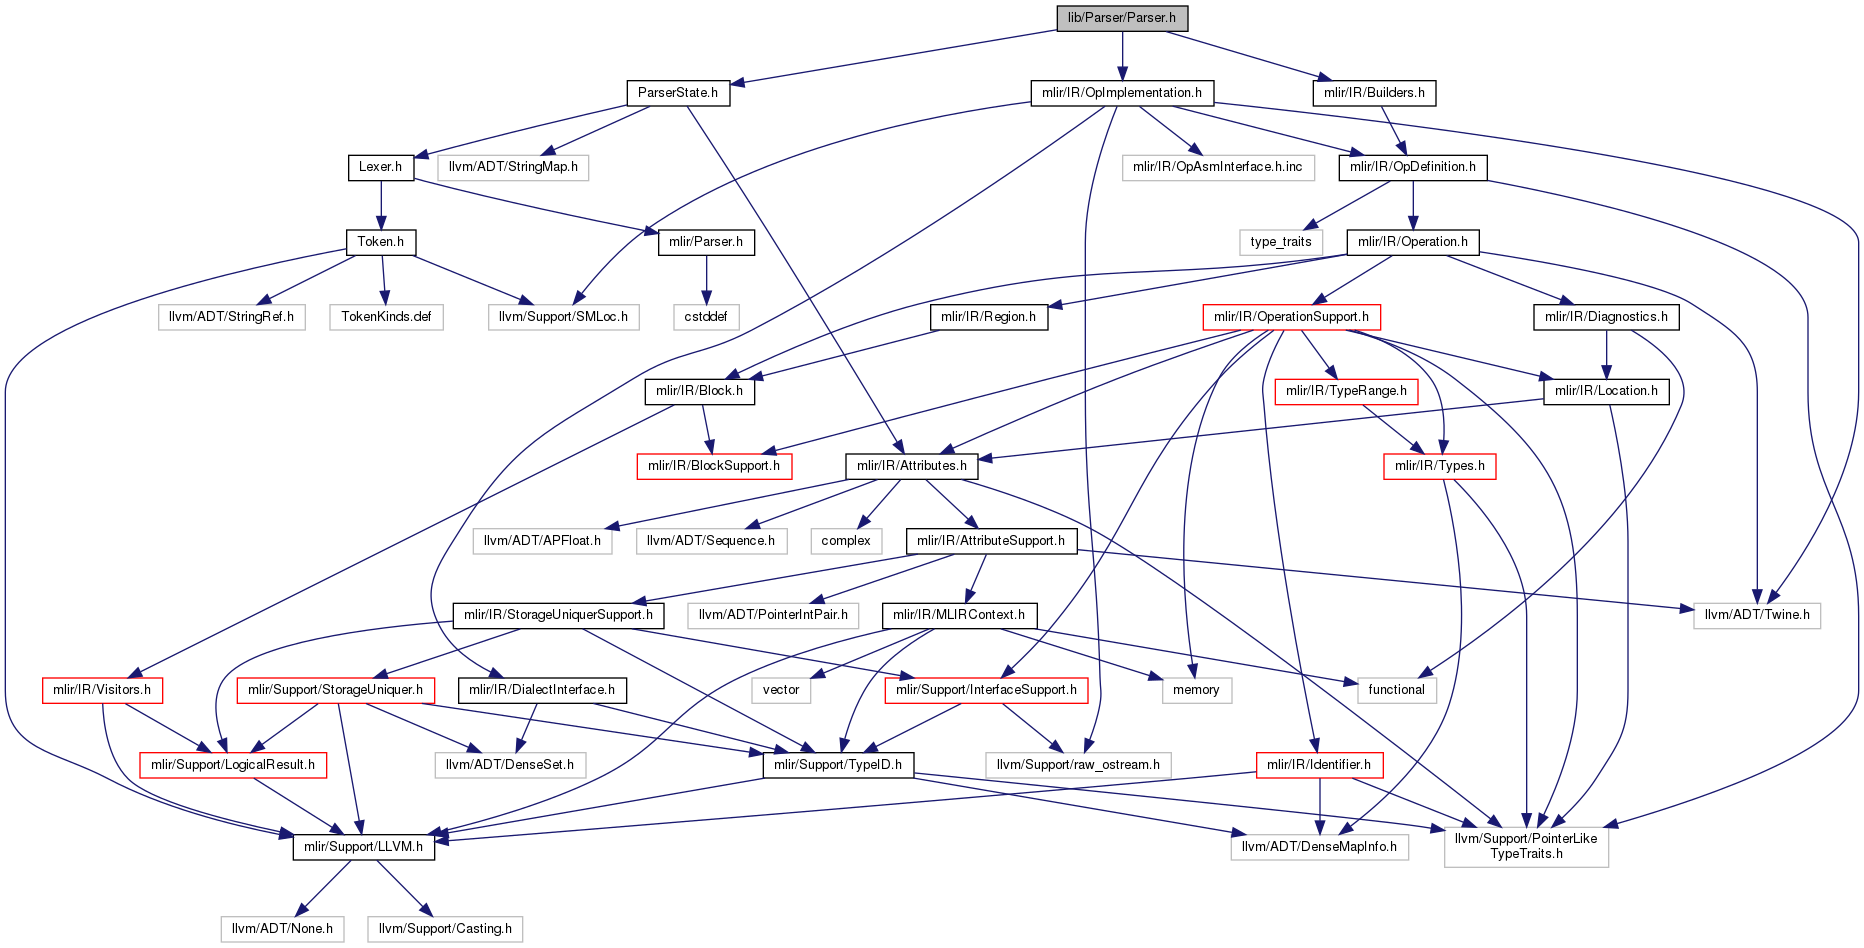 lib/Parser/Parser.h
ParserState.h
mlir/IR/OpImplementation.h
mlir/IR/Builders.h
Lexer.h
llvm/ADT/StringMap.h
mlir/IR/OpAsmInterface.h.inc
mlir/IR/OpDefinition.h
Token.h
mlir/Parser.h
type_traits
mlir/IR/Operation.h
llvm/ADT/StringRef.h
TokenKinds.def
llvm/Support/SMLoc.h
cstddef
mlir/IR/Region.h
mlir/IR/OperationSupport.h
mlir/IR/Diagnostics.h
mlir/IR/Block.h
mlir/IR/TypeRange.h
mlir/IR/Location.h
mlir/IR/BlockSupport.h
mlir/IR/Attributes.h
mlir/IR/Types.h
llvm/ADT/APFloat.h
llvm/ADT/Sequence.h
complex
mlir/IR/AttributeSupport.h
mlir/IR/StorageUniquerSupport.h
llvm/ADT/PointerIntPair.h
mlir/IR/MLIRContext.h
llvm/ADT/Twine.h
mlir/IR/Visitors.h
mlir/Support/StorageUniquer.h
mlir/IR/DialectInterface.h
vector
mlir/Support/InterfaceSupport.h
memory
functional
mlir/Support/LogicalResult.h
llvm/ADT/DenseSet.h
mlir/Support/TypeID.h
llvm/Support/raw_ostream.h
mlir/IR/Identifier.h
mlir/Support/LLVM.h
llvm/ADT/DenseMapInfo.h
llvm/Support/PointerLike
TypeTraits.h
llvm/ADT/None.h
llvm/Support/Casting.h